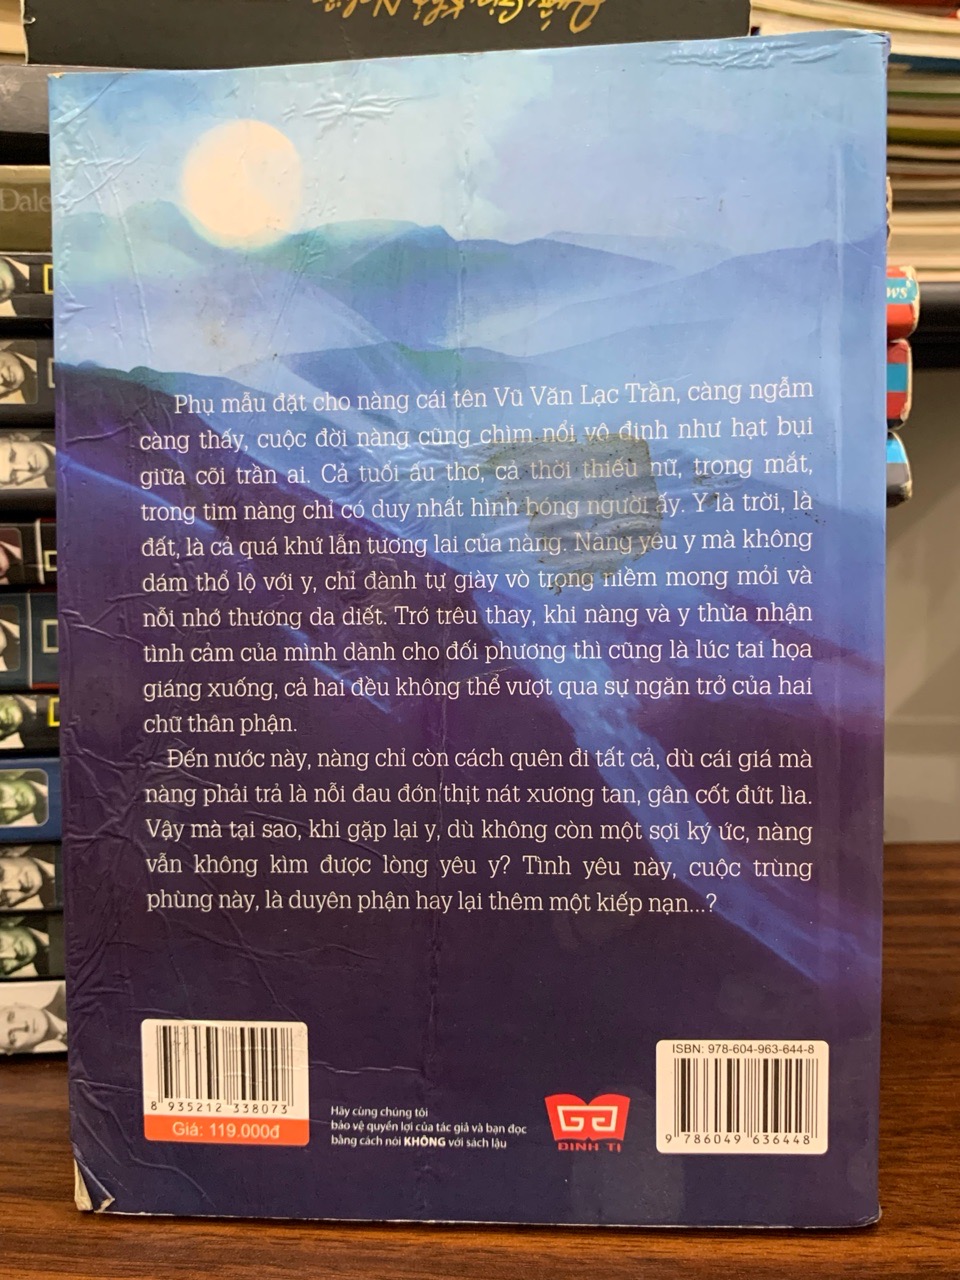 Dale
ws
Phụ mẫu đặt cho nàng cái tên Vũ Văn Lạc Trần, càng ngẫm
càng thấy, cuộc đời nàng cũng chìm nổi vô định như hạt bụi
giữa cõi trần ai. Cả tuổi ấu thơ, cả thời thiếu nữ, trong mắt,
trong tim nàng chỉ có duy nhất hình bóng người ấy. Y là trời, là
đất, là cả quá khứ lẫn tương lai của nàng. Nàng yêu y mà không
dám thổ lộ với y, chỉ đành tự giày vò trong niềm mong mỏi và
nỗi nhớ thương da diết. Trớ trêu thay, khi nàng và y thừa nhận
tình cảm của mình dành cho đối phương thì cũng là lúc tai họa
giáng xuống, cả hai đều không thể vượt qua sự ngăn trở của hai
chữ thân phận.
Đến nước này, nàng chỉ còn cách quên đi tất cả, dù cái giá mà
nàng phải trả là nỗi đau đớn thịt nát xương tan, gân cốt đứt lìa.
Vậy mà tại sao, khi gặp lại y, dù không còn một sợi ký ức, nàng
vẫn không kìm được lòng yêu y? Tình yêu này, cuộc trùng
phùng này, là duyên phận hay lại thêm một kiếp nạn...?
8 935212 338073
Giá: 119.000đ
Hãy cùng chúng tôi
bảo vệ quyền lợi của tác giả và bạn đọc
bằng cách nói KHÔNG với sách lậu
ĐINH TỊ
ISBN: 978-604-963-644-8
9 786049 636448